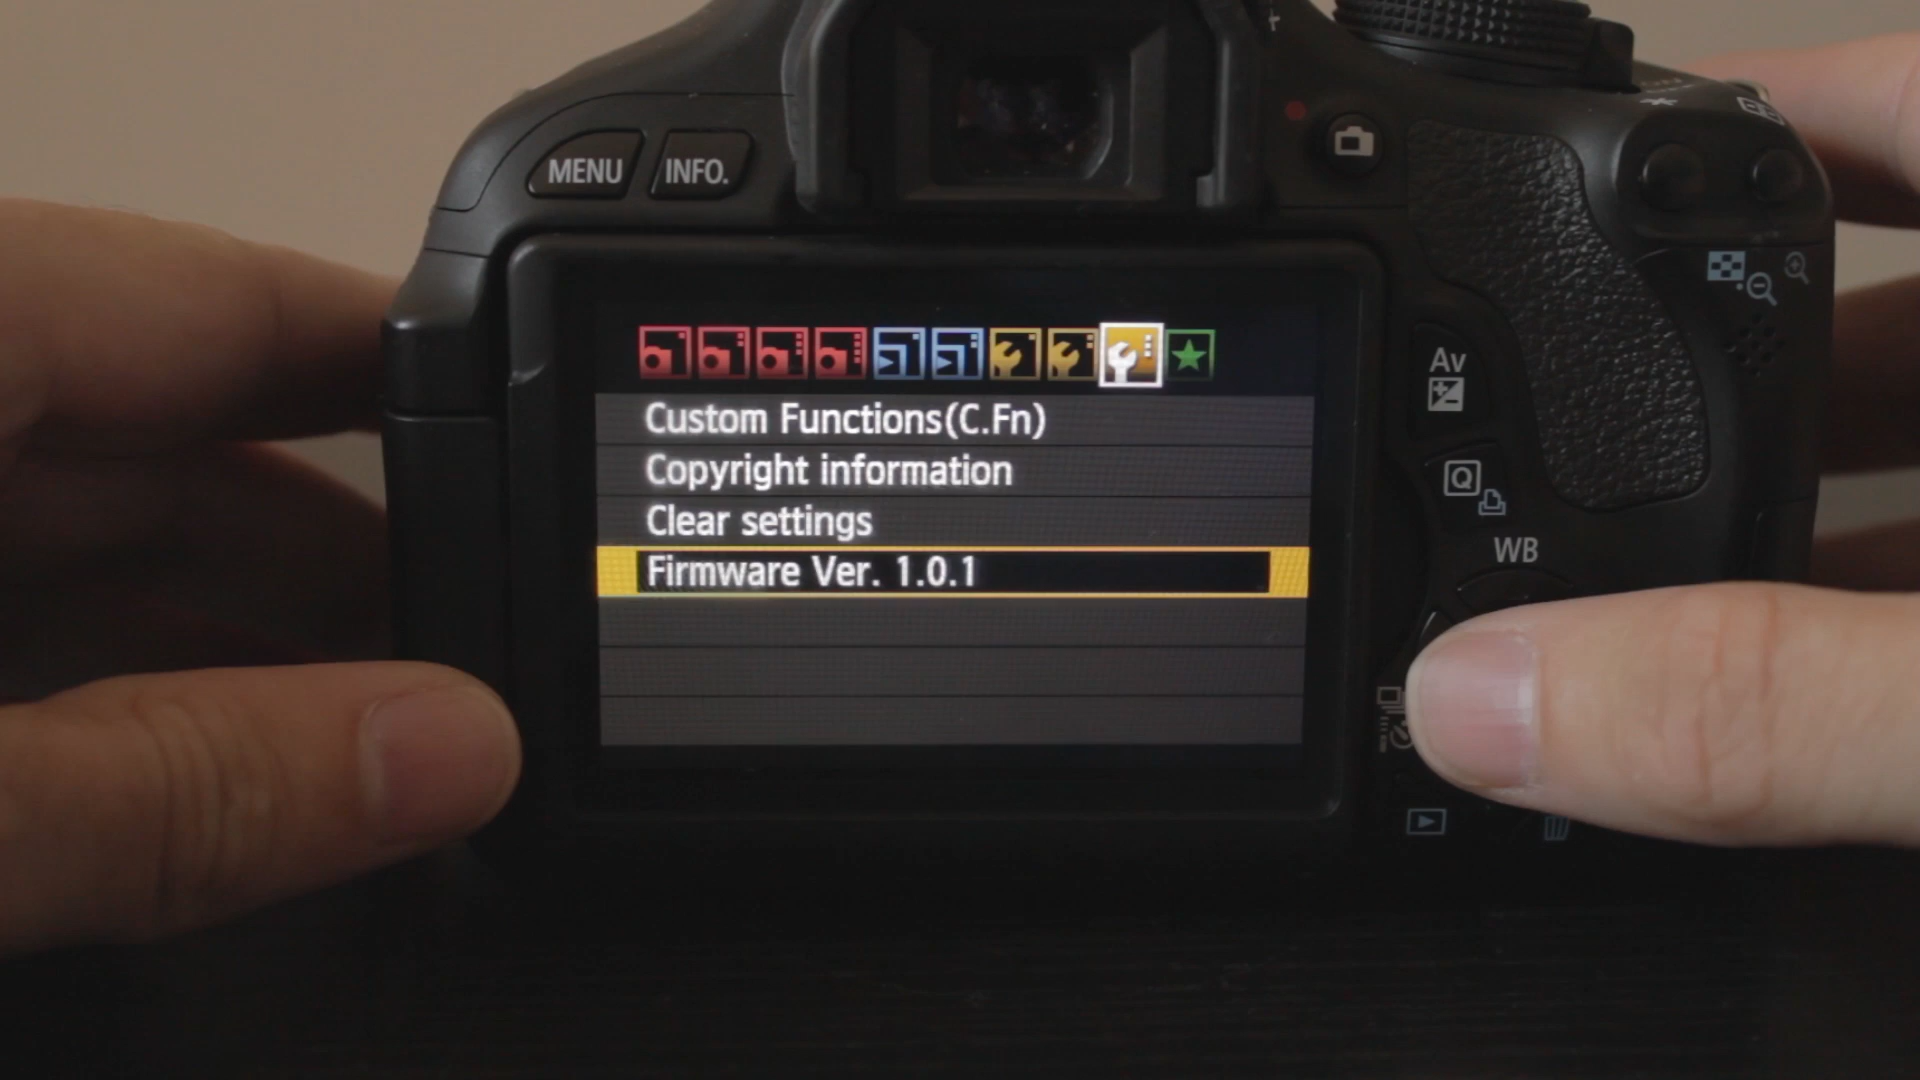 MENU INFO.
Av
Q
WB
Custom Functions(C.Fn)
Copyright information
Clear settings
Firmware Ver. 1.0.1